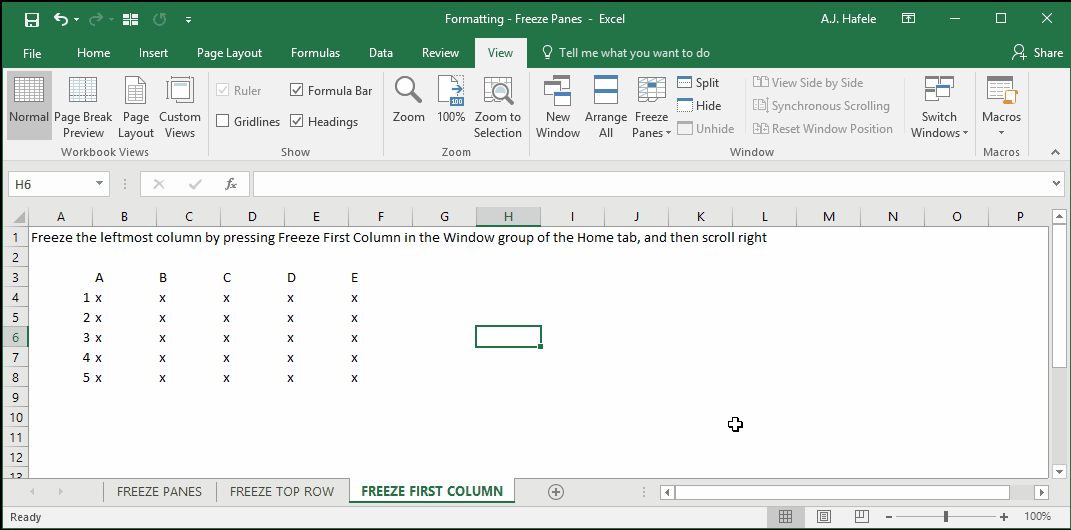 Formatting - Freeze Panes - Excel
A.J. Hafele
File Home Insert Page Layout Formulas Data Review View Tell me what you want to do Share
Normal Page Break Preview Page Layout Custom Views
Workbook Views
Ruler Formula Bar
Gridlines Headings
Show
Zoom 100% Zoom to Selection
100
Zoom
New Window Arrange All Freeze Panes
Split View Side by Side
Hide Synchronous Scrolling
Unhide Reset Window Position
Switch Windows
Window
Macros
Macros
H6 fx
A B C D E F G H I J K L M N O P
1 Freeze the leftmost column by pressing Freeze First Column in the Window group of the Home tab, and then scroll right
2
3 A B C D E
4 1 x x x x x
5 2 x x x x x
6 3 x x x x x
7 4 x x x x x
8 5 x x x x x
9
10
11
12
13
FREEZE PANES FREEZE TOP ROW FREEZE FIRST COLUMN
Ready 100%